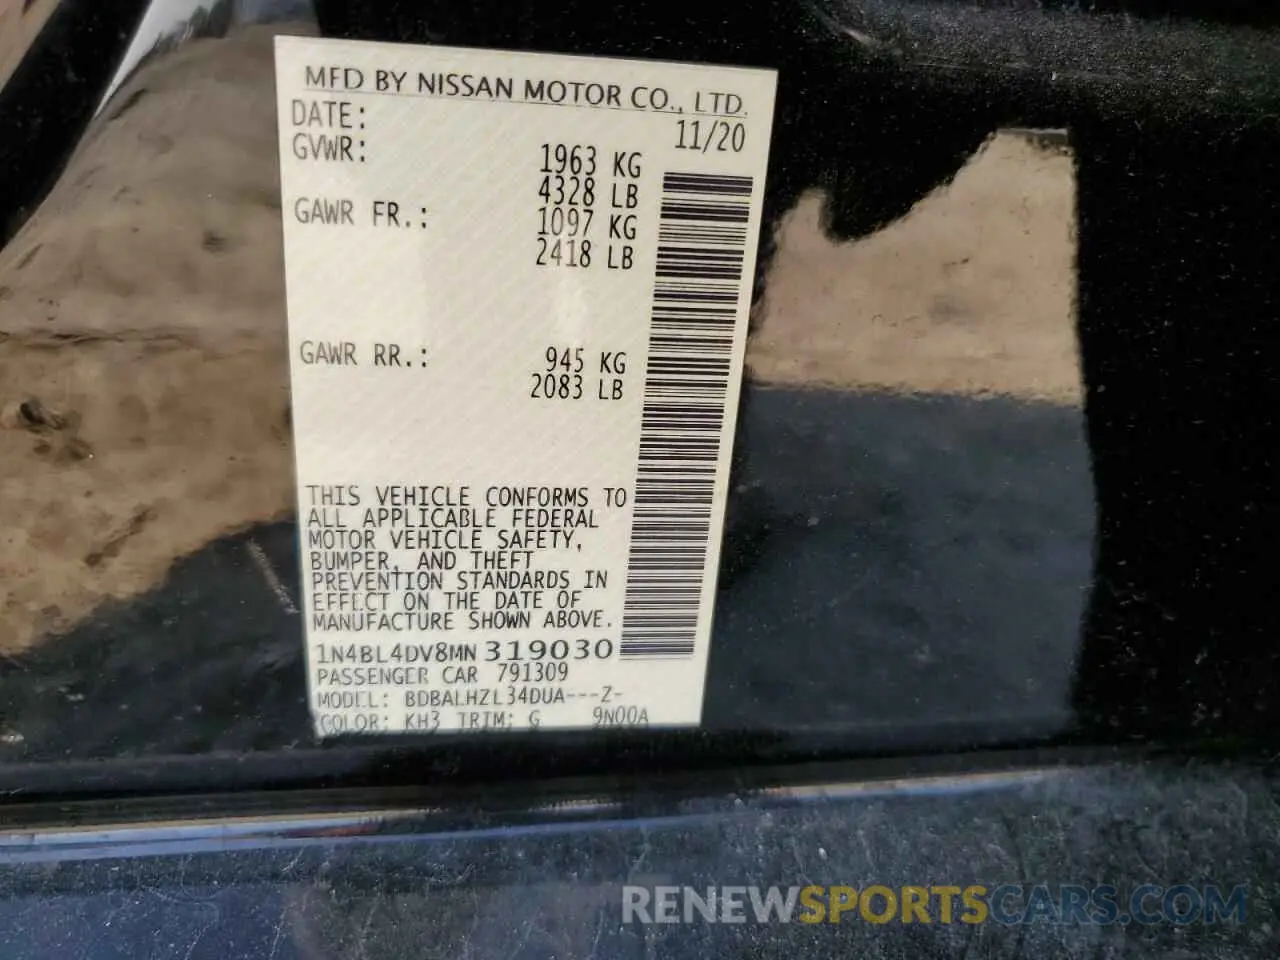 MFD BY NISSAN MOTOR CO., LTD.
DATE: 11/20
GVWR: 1963 KG
4328 LB
GAWR FR.: 1097 KG
2418 LB
GAWR RR.: 945 KG
2083 LB
THIS VEHICLE CONFORMS TO
ALL APPLICABLE FEDERAL
MOTOR VEHICLE SAFETY,
BUMPER, AND THEFT
PREVENTION STANDARDS IN
EFFECT ON THE DATE OF
MANUFACTURE SHOWN ABOVE.
1N4BL4DV8MN319030
PASSENGER CAR 791309
MODEL: BDBALHZL34DUA---Z-
COLOR: KH3 TRIM: G 9N00A
RENEWSPORTSCARS.COM